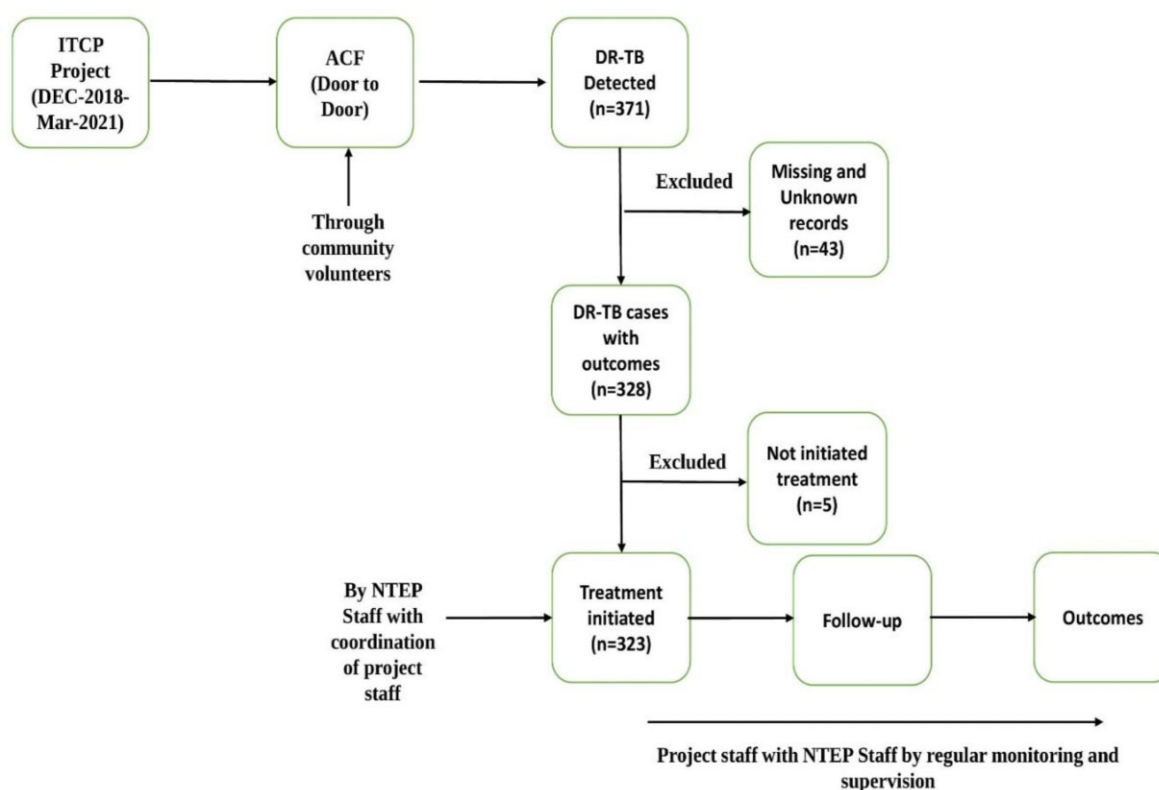 ITCP
Project
(DEC-2018-
Mar-2021)
ACF
(Door to
Door)
DR-TB
Detected
(n=371)
Through
community
volunteers
Excluded
Missing and
Unknown
records
(n=43)
DR-TB cases
with
outcomes
(n=328)
Excluded
Not initiated
treatment
(n=5)
By NTEP
Staff with
coordination
of project
staff
Treatment
initiated
(n=323)
Follow-up
Outcomes
Project staff with NTEP Staff by regular monitoring and
supervision